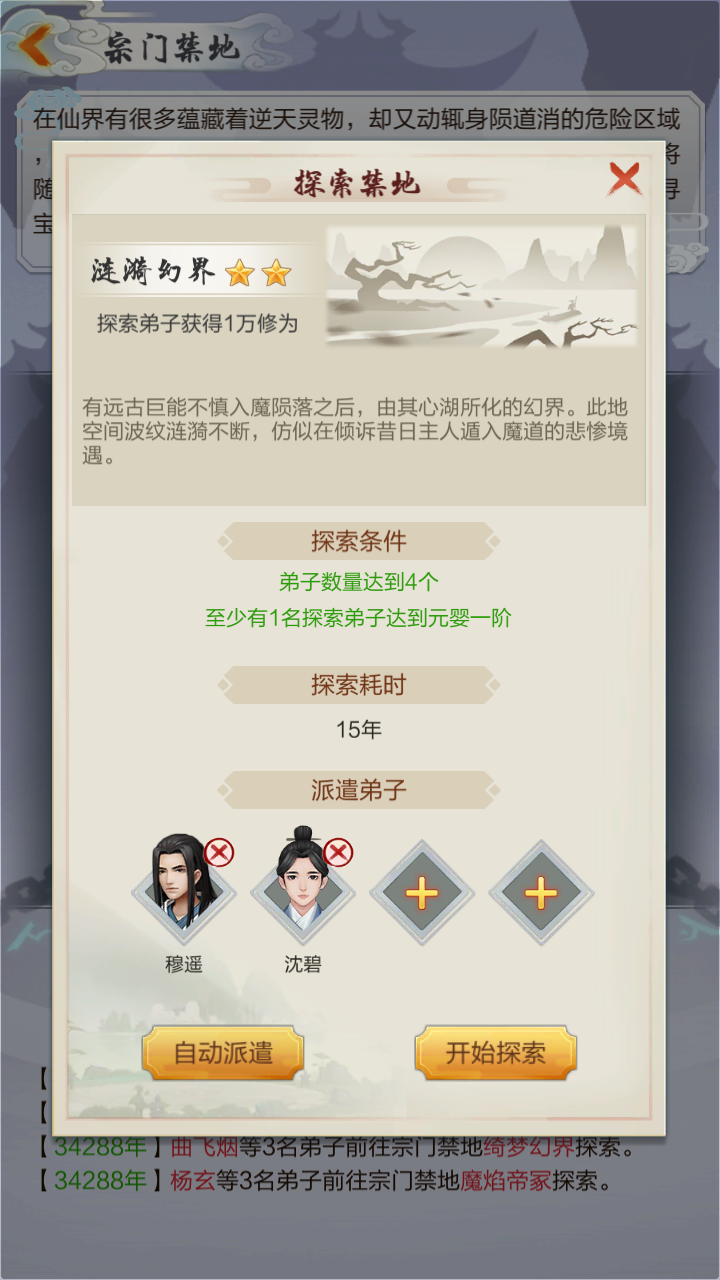 宗门禁地
在仙界有很多蕴藏着逆天灵物，却又动辄身陨道消的危险区域
，
将
随
寻
宝
探索禁地
涟漪幻界
探索弟子获得1万修为
有远古巨能不慎入魔陨落之后，由其心湖所化的幻界。此地
空间波纹涟漪不断，仿似在倾诉昔日主人遁入魔道的悲惨境
遇。
探索条件
弟子数量达到4个
至少有1名探索弟子达到元婴一阶
探索耗时
15年
派遣弟子
穆遥
沈碧
自动派遣
开始探索
【
【
【34288年】曲飞烟等3名弟子前往宗门禁地绮梦幻界探索。
【34288年】杨玄等3名弟子前往宗门禁地魔焰帝冢探索。